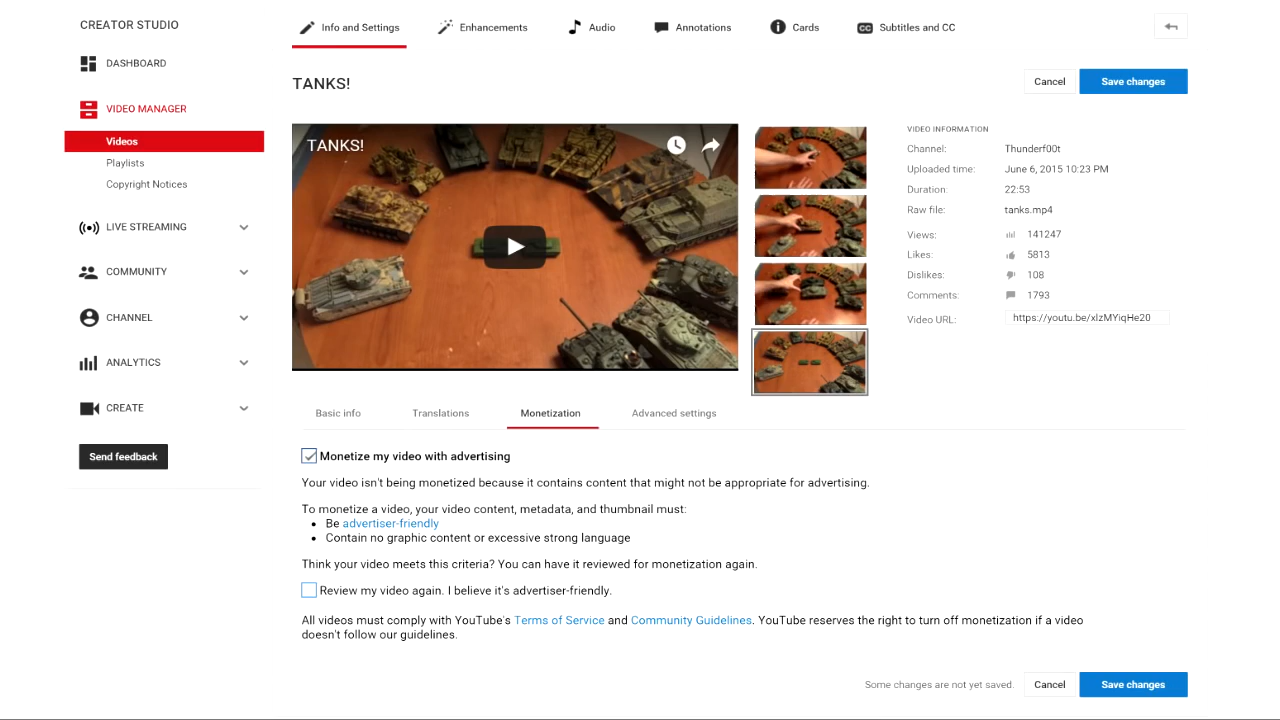 CREATOR STUDIO
Info and Settings
Enhancements
Audio
Annotations
Cards
CC Subtitles and CC
DASHBOARD
VIDEO MANAGER
Videos
Playlists
Copyright Notices
LIVE STREAMING
COMMUNITY
CHANNEL
ANALYTICS
CREATE
Send feedback
TANKS!
Cancel
Save changes
TANKS!
VIDEO INFORMATION
Channel: Thunderf00t
Uploaded time: June 6, 2015 10:23 PM
Duration: 22:53
Raw file: tanks.mp4
Views: 141247
Likes: 5813
Dislikes: 108
Comments: 1793
Video URL: https://youtu.be/xlzMYiqHe20
Basic info
Translations
Monetization
Advanced settings
Monetize my video with advertising
Your video isn't being monetized because it contains content that might not be appropriate for advertising.
To monetize a video, your video content, metadata, and thumbnail must:
• Be advertiser-friendly
• Contain no graphic content or excessive strong language
Think your video meets this criteria? You can have it reviewed for monetization again.
Review my video again. I believe it's advertiser-friendly.
All videos must comply with YouTube's Terms of Service and Community Guidelines. YouTube reserves the right to turn off monetization if a video
doesn't follow our guidelines.
Some changes are not yet saved.
Cancel
Save changes